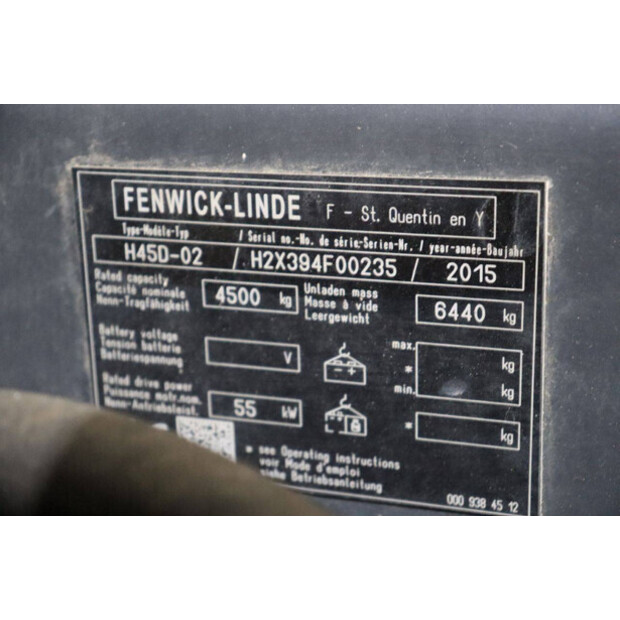 FENWICK-LINDE F - St. Quentin en Y
Type-Modèle-Typ / Serial no.-No. de série-Serien-Nr. / year-année-Baujahr
H45D-02 / H2X394F00235 / 2015
Rated capacity
Capacité nominale
Nenn-Tragfähigkeit
4500 kg
Unladen mass
Masse à vide
Leergewicht
6440 kg
Battery voltage
Tension batterie
Batteriespannung
V
- +
max.
kg
*
min.
kg
Rated drive power
Puissance motr.nom.
Nenn-Antriebsleist.
55 kW
*
kg
* see Operating instructions
voir Mode d'emploi
siehe Betriebsanleitung
000 938 45 12